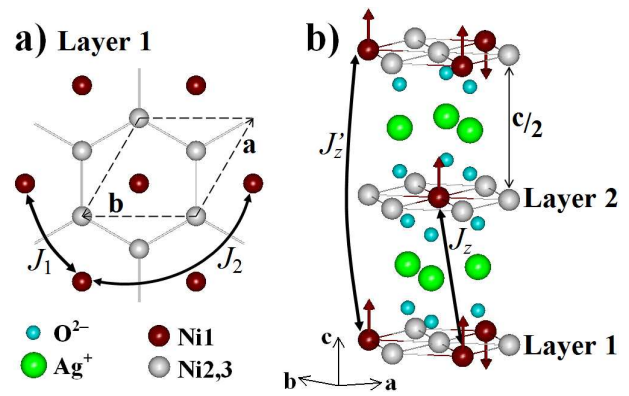 a) Layer 1
a
b
J₁
J₂
O²⁻
Ni1
Ag⁺
Ni2,3
b)
J'z
c/2
Layer 2
Jz
Layer 1
c
b
a